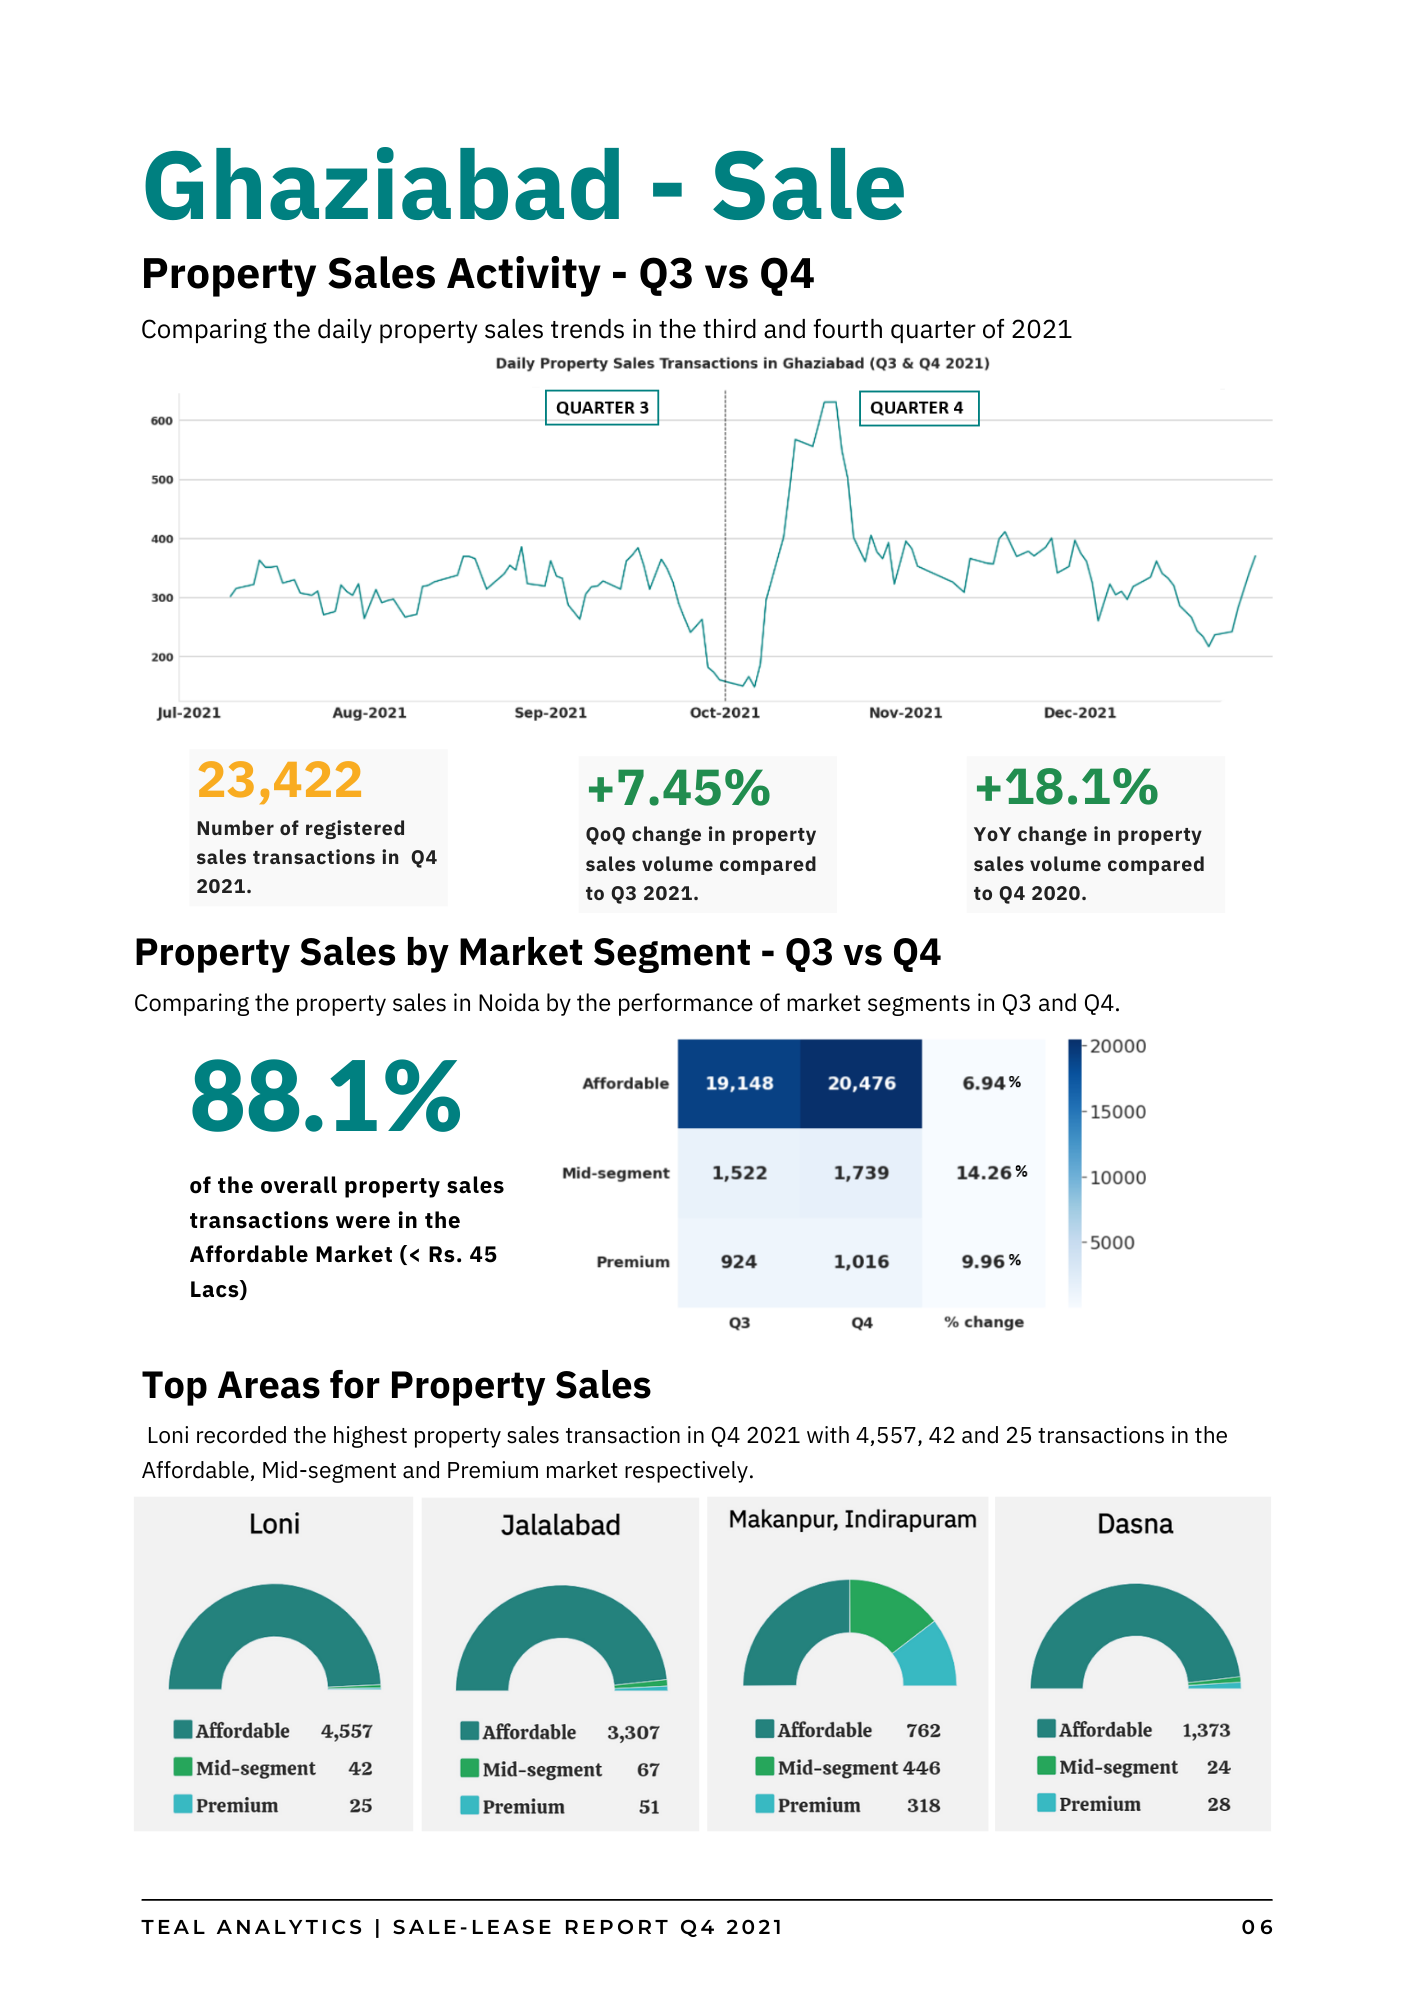 Ghaziabad - Sale
Property Sales Activity - Q3 vs Q4
Comparing the daily property sales trends in the third and fourth quarter of 2021
Daily Property Sales Transactions in Ghaziabad (Q3 & Q4 2021)
QUARTER 3
QUARTER 4
600
500
400
300
200
Jul-2021 Aug-2021 Sep-2021 Oct-2021 Nov-2021 Dec-2021
23,422
Number of registered
sales transactions in Q4
2021.
+7.45%
QoQ change in property
sales volume compared
to Q3 2021.
+18.1%
YoY change in property
sales volume compared
to Q4 2020.
Property Sales by Market Segment - Q3 vs Q4
Comparing the property sales in Noida by the performance of market segments in Q3 and Q4.
88.1%
of the overall property sales
transactions were in the
Affordable Market (< Rs. 45
Lacs)
Affordable 19,148 20,476 6.94%
Mid-segment 1,522 1,739 14.26%
Premium 924 1,016 9.96%
Q3 Q4 % change
20000
15000
10000
5000
Top Areas for Property Sales
Loni recorded the highest property sales transaction in Q4 2021 with 4,557, 42 and 25 transactions in the
Affordable, Mid-segment and Premium market respectively.
Loni
Affordable 4,557
Mid-segment 42
Premium 25
Jalalabad
Affordable 3,307
Mid-segment 67
Premium 51
Makanpur, Indirapuram
Affordable 762
Mid-segment 446
Premium 318
Dasna
Affordable 1,373
Mid-segment 24
Premium 28
TEAL ANALYTICS | SALE-LEASE REPORT Q4 2021 06